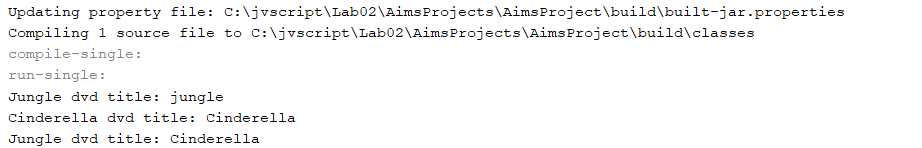 Updating property file: C:\jvscript\Lab02\AimsProjects\AimsProject\build\built-jar.properties
Compiling 1 source file to C:\jvscript\Lab02\AimsProjects\AimsProject\build\classes
compile-single:
run-single:
Jungle dvd title: jungle
Cinderella dvd title: Cinderella
Jungle dvd title: Cinderella